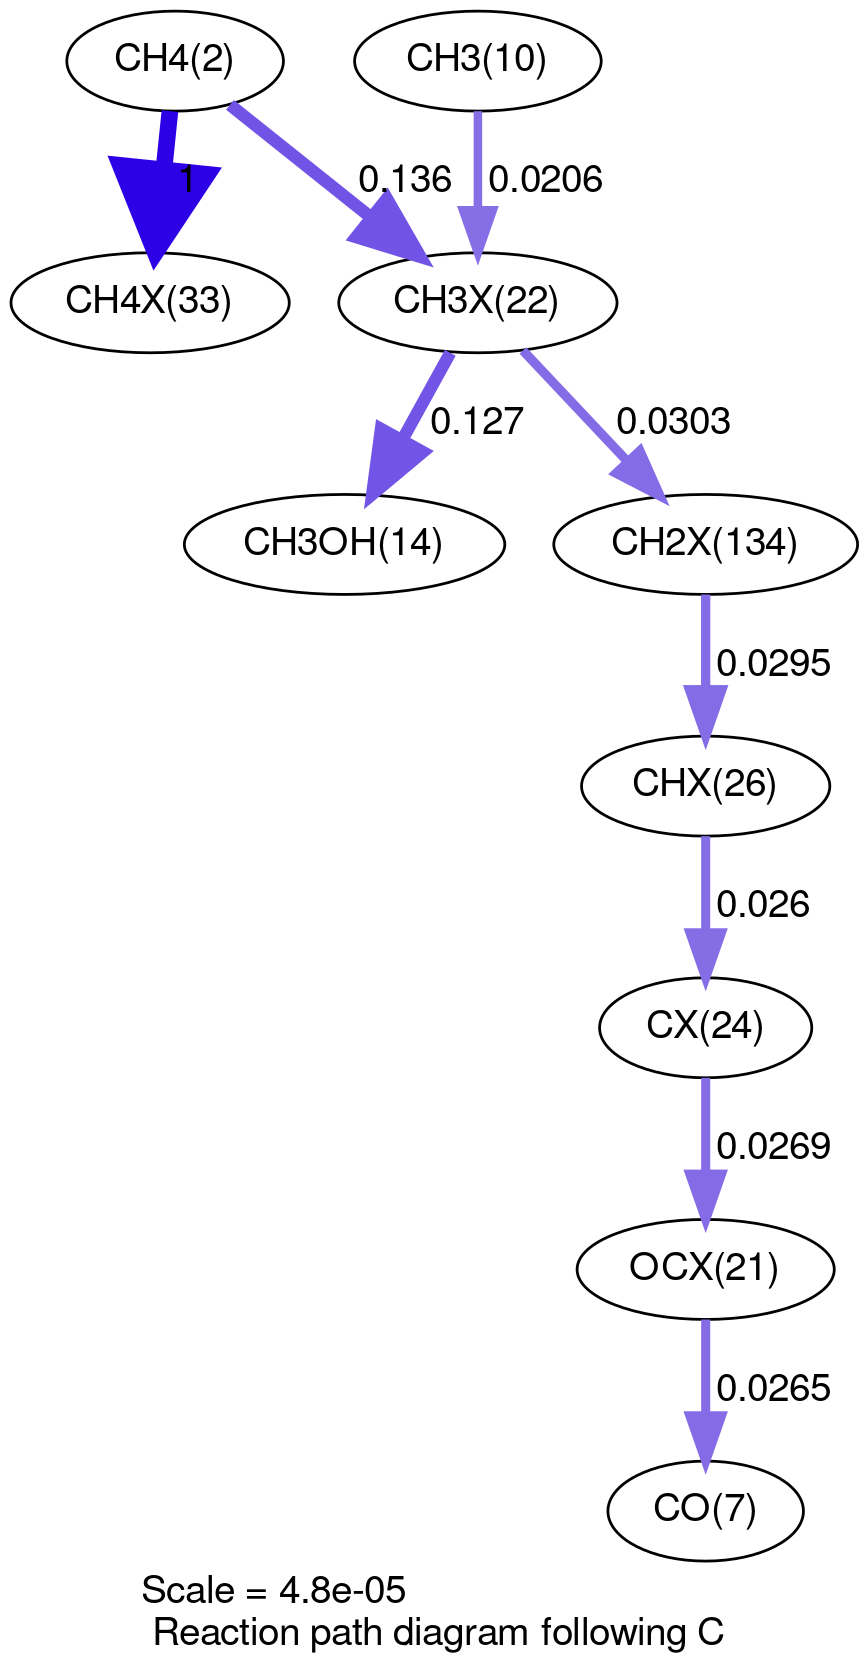 CH4(2)
CH3(10)
1
0.136
0.0206
CH4X(33)
CH3X(22)
0.127
0.0303
CH3OH(14)
CH2X(134)
0.0295
CHX(26)
0.026
CX(24)
0.0269
OCX(21)
0.0265
CO(7)
Scale = 4.8e-05
Reaction path diagram following C